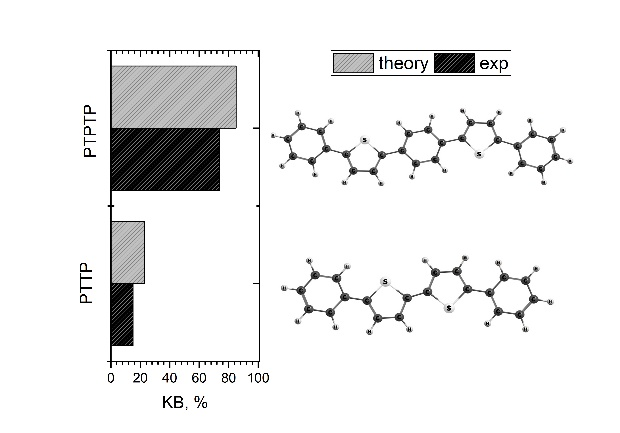 theory exp
PTPTP
PTTP
S
S
S
S
0 20 40 60 80 100
KB, %